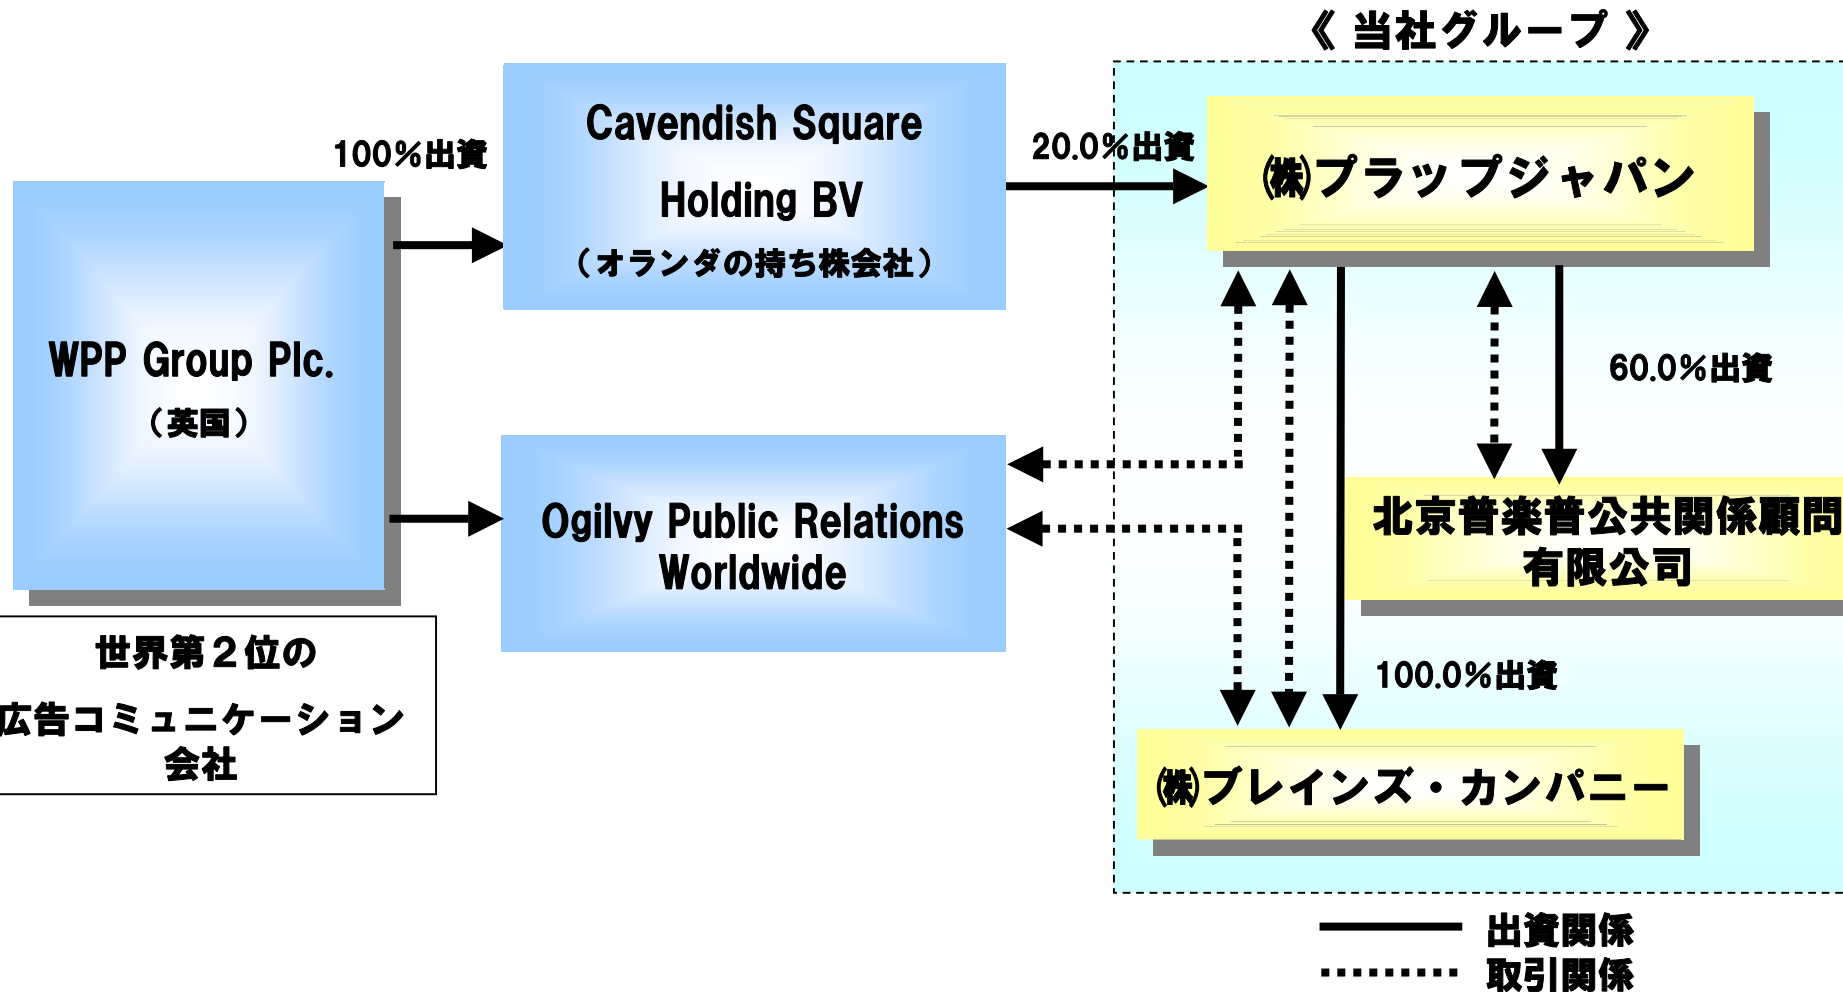 《 当社グループ 》
Cavendish Square
Holding BV
（オランダの持ち株会社）
100%出資
20.0%出資
㈱プラップジャパン
WPP Group Plc.
（英国）
60.0%出資
Ogilvy Public Relations
Worldwide
北京普楽普公共関係顧問
有限公司
世界第２位の
広告コミュニケーション
会社
100.0%出資
㈱ブレインズ・カンパニー
出資関係
取引関係